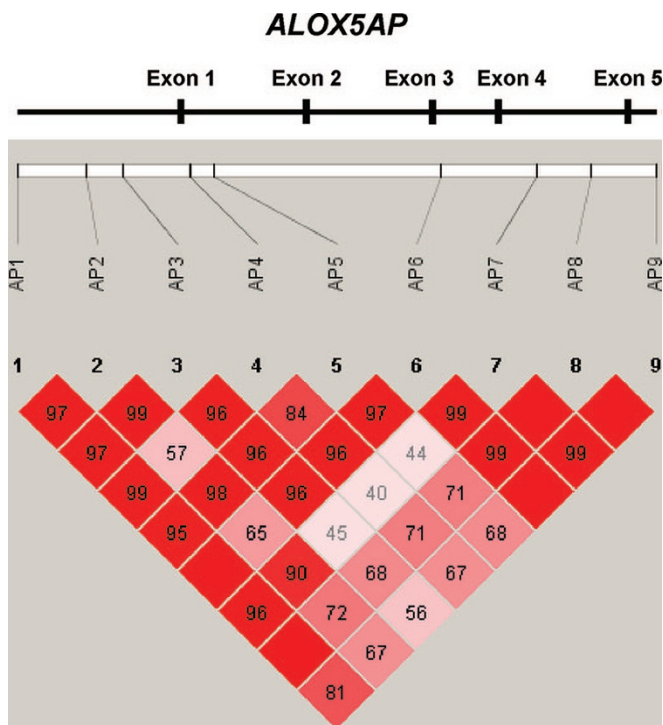 ALOX5AP
Exon 1 Exon 2 Exon 3 Exon 4 Exon 5
AP1 AP2 AP3 AP4 AP5 AP6 AP7 AP8 AP9
1 2 3 4 5 6 7 8 9
97 99 96 84 97 99
97 57 96 96 44 99 99
99 98 96 40 71
95 65 45 71 68
90 68 67
96 72 56
67
81